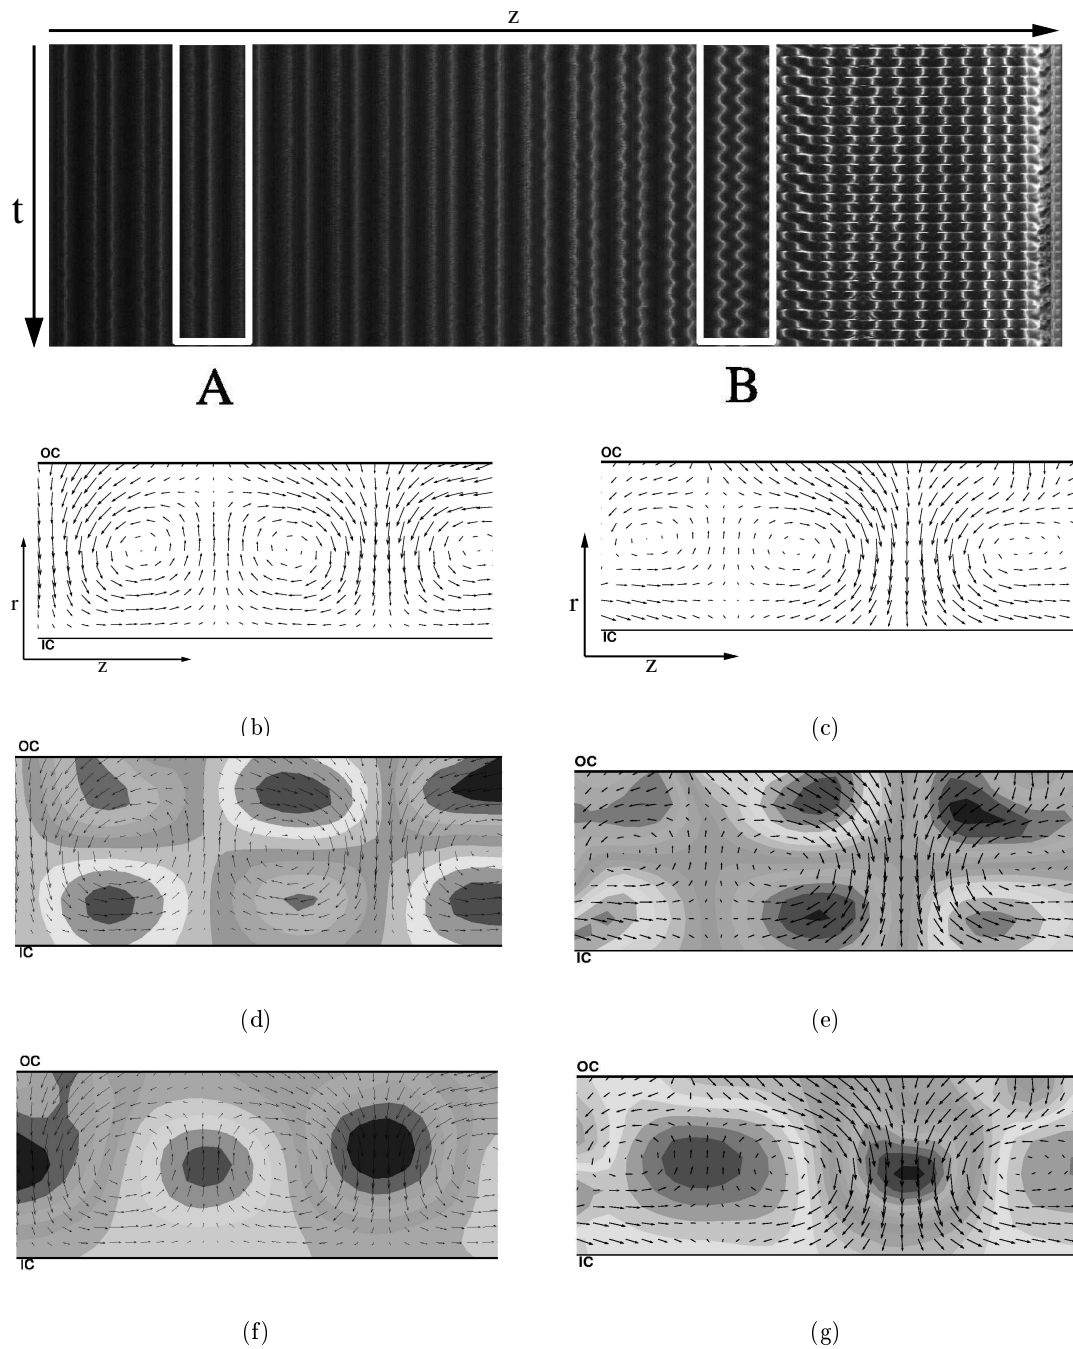 z
t
A B
OC OC
r r
IC IC
z z
(b) (c)
OC OC
IC IC
(d) (e)
OC OC
IC IC
(f) (g)